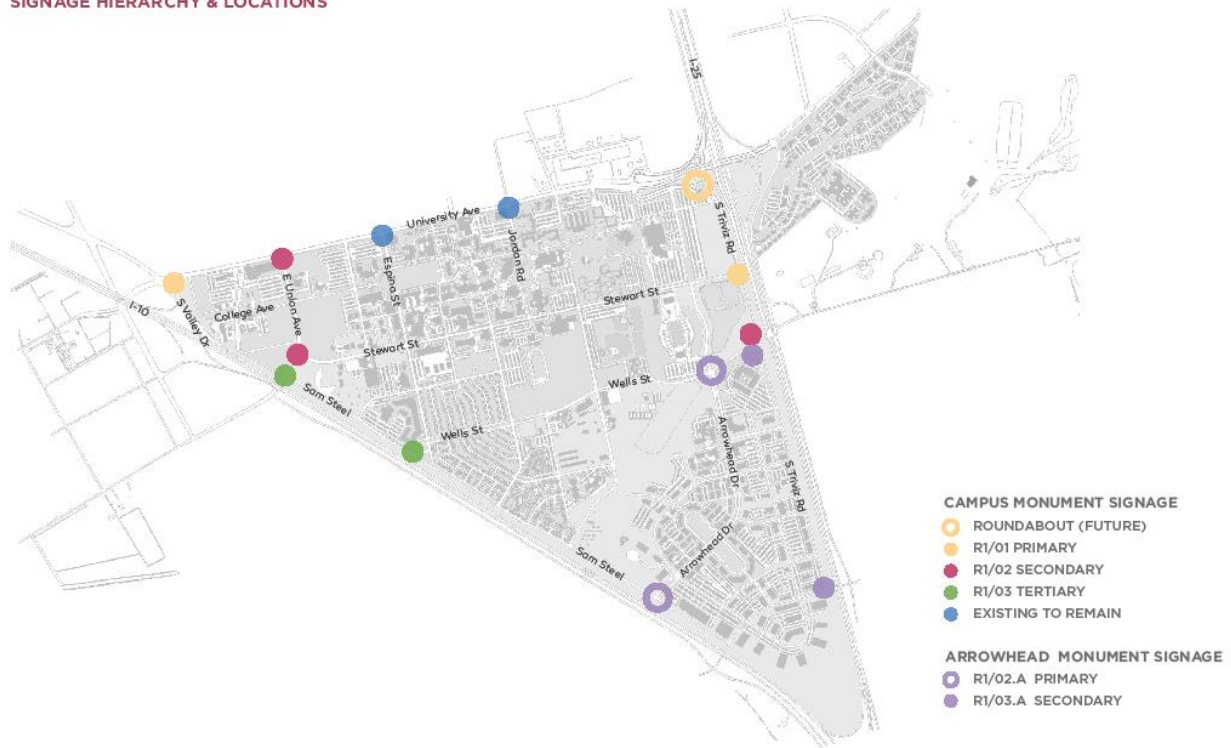 SIGNAGE HIERARCHY & LOCATIONS
I-25
University Ave
S Triviz Rd
Jordan Rd
Espina St
E Union Ave
College Ave
S Valley Dr
I-10
Stewart St
Stewart St
Sam Steel
Wells St
Wells St
Arrowhead Dr
S Triviz Rd
Arrowhead Dr
Sam Steel
CAMPUS MONUMENT SIGNAGE
ROUNDABOUT (FUTURE)
R1/01 PRIMARY
R1/02 SECONDARY
R1/03 TERTIARY
EXISTING TO REMAIN
ARROWHEAD MONUMENT SIGNAGE
R1/02.A PRIMARY
R1/03.A SECONDARY